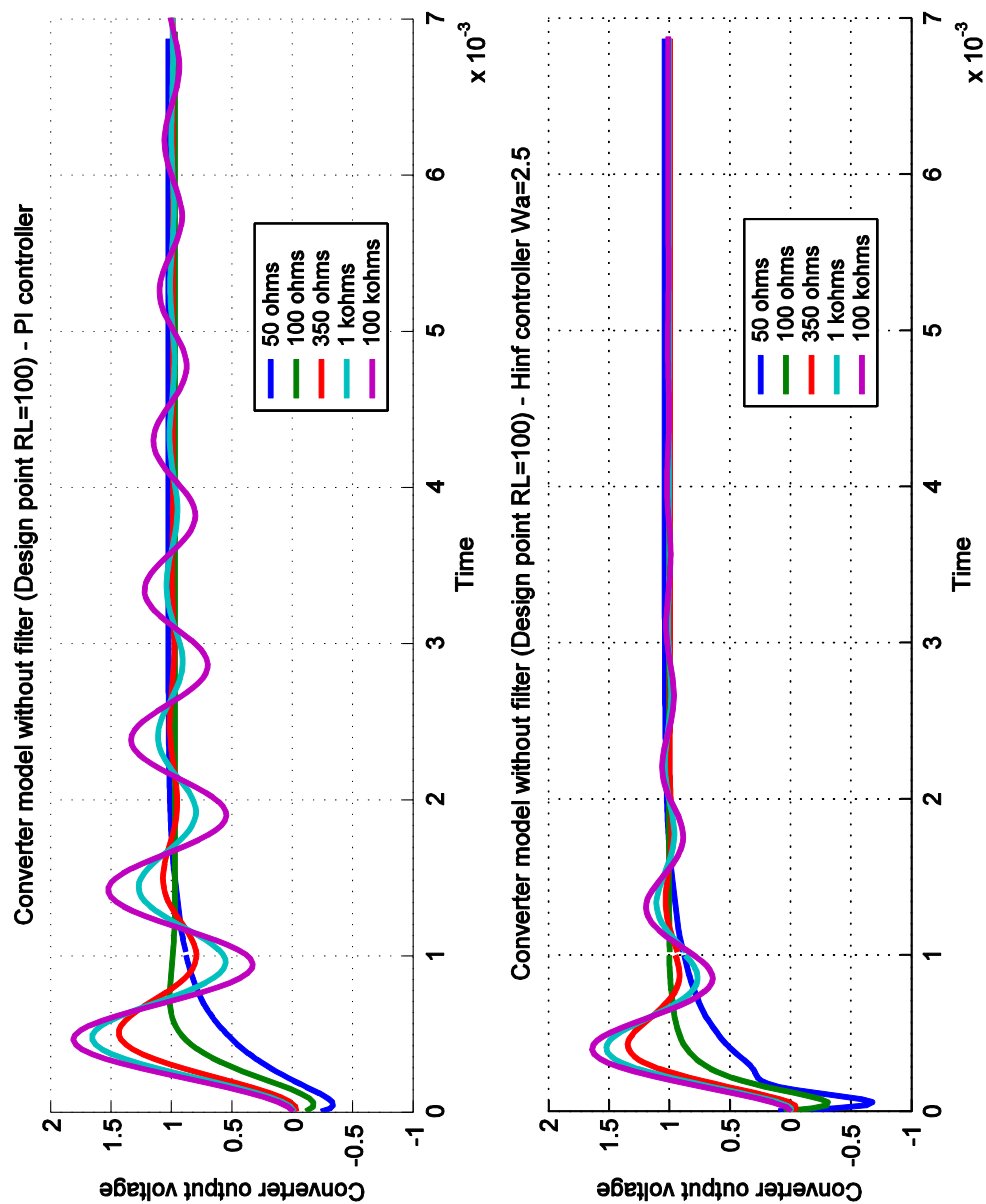 Converter model without filter (Design point RL=100) - PI controller
Converter output voltage
2
1.5
1
0.5
0
-0.5
-1
0
1
2
3
4
5
6
7
x 10-3
Time
50 ohms
100 ohms
350 ohms
1 kohms
100 kohms
Converter model without filter (Design point RL=100) - Hinf controller Wa=2.5
Converter output voltage
2
1.5
1
0.5
0
-0.5
-1
0
1
2
3
4
5
6
7
x 10-3
Time
50 ohms
100 ohms
350 ohms
1 kohms
100 kohms